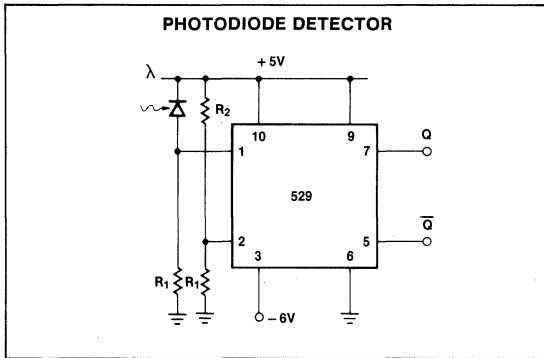 PHOTODIODE DETECTOR
+5V
λ
R2
10 9
1 7 Q
529
2 5 Q̅
3 6
R1 R1
−6V